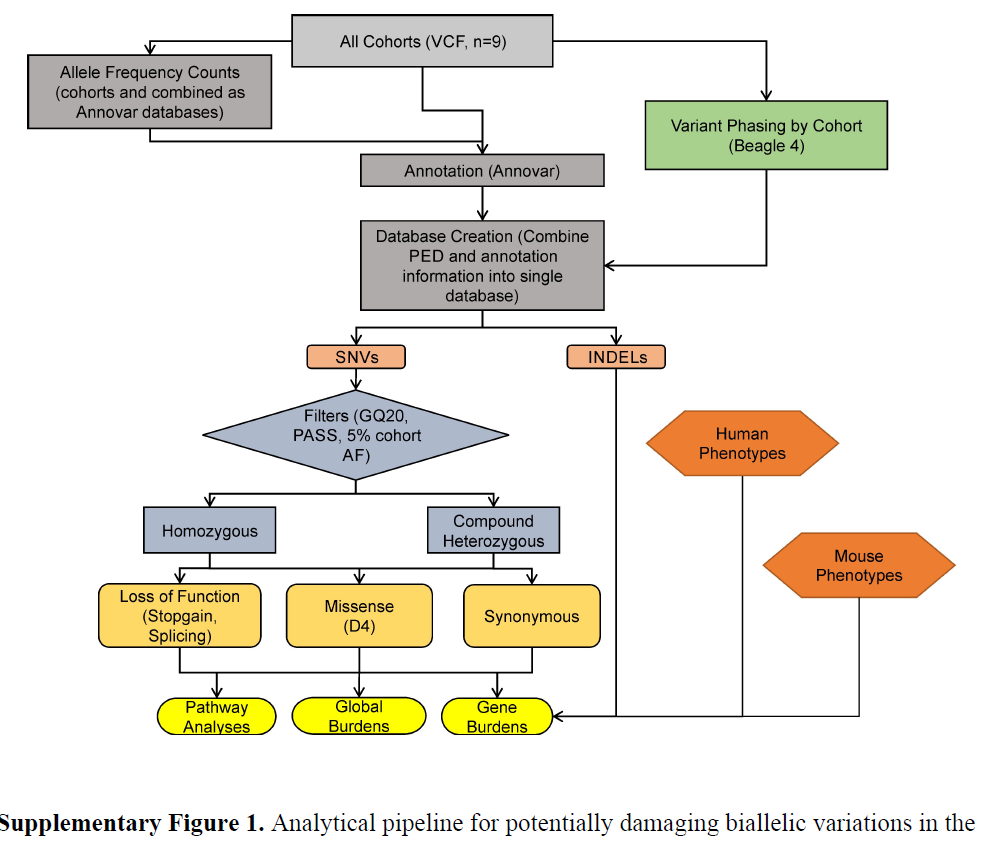 All Cohorts (VCF, n=9)
Allele Frequency Counts
(cohorts and combined as
Annovar databases)
Variant Phasing by Cohort
(Beagle 4)
Annotation (Annovar)
Database Creation (Combine
PED and annotation
information into single
database)
SNVs
INDELs
Filters (GQ20,
PASS, 5% cohort
AF)
Human
Phenotypes
Homozygous
Compound
Heterozygous
Mouse
Phenotypes
Loss of Function
(Stopgain,
Splicing)
Missense
(D4)
Synonymous
Pathway
Analyses
Global
Burdens
Gene
Burdens
Supplementary Figure 1. Analytical pipeline for potentially damaging biallelic variations in the